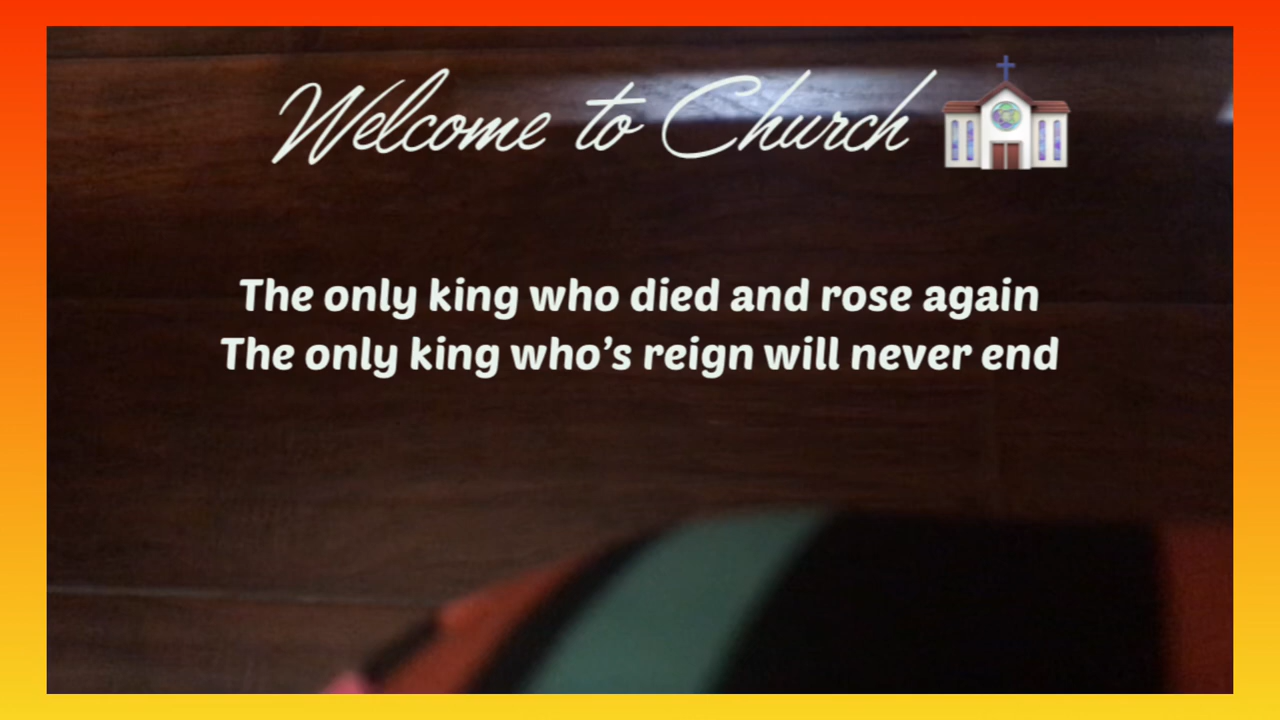 Welcome to Church
The only king who died and rose again
The only king who’s reign will never end